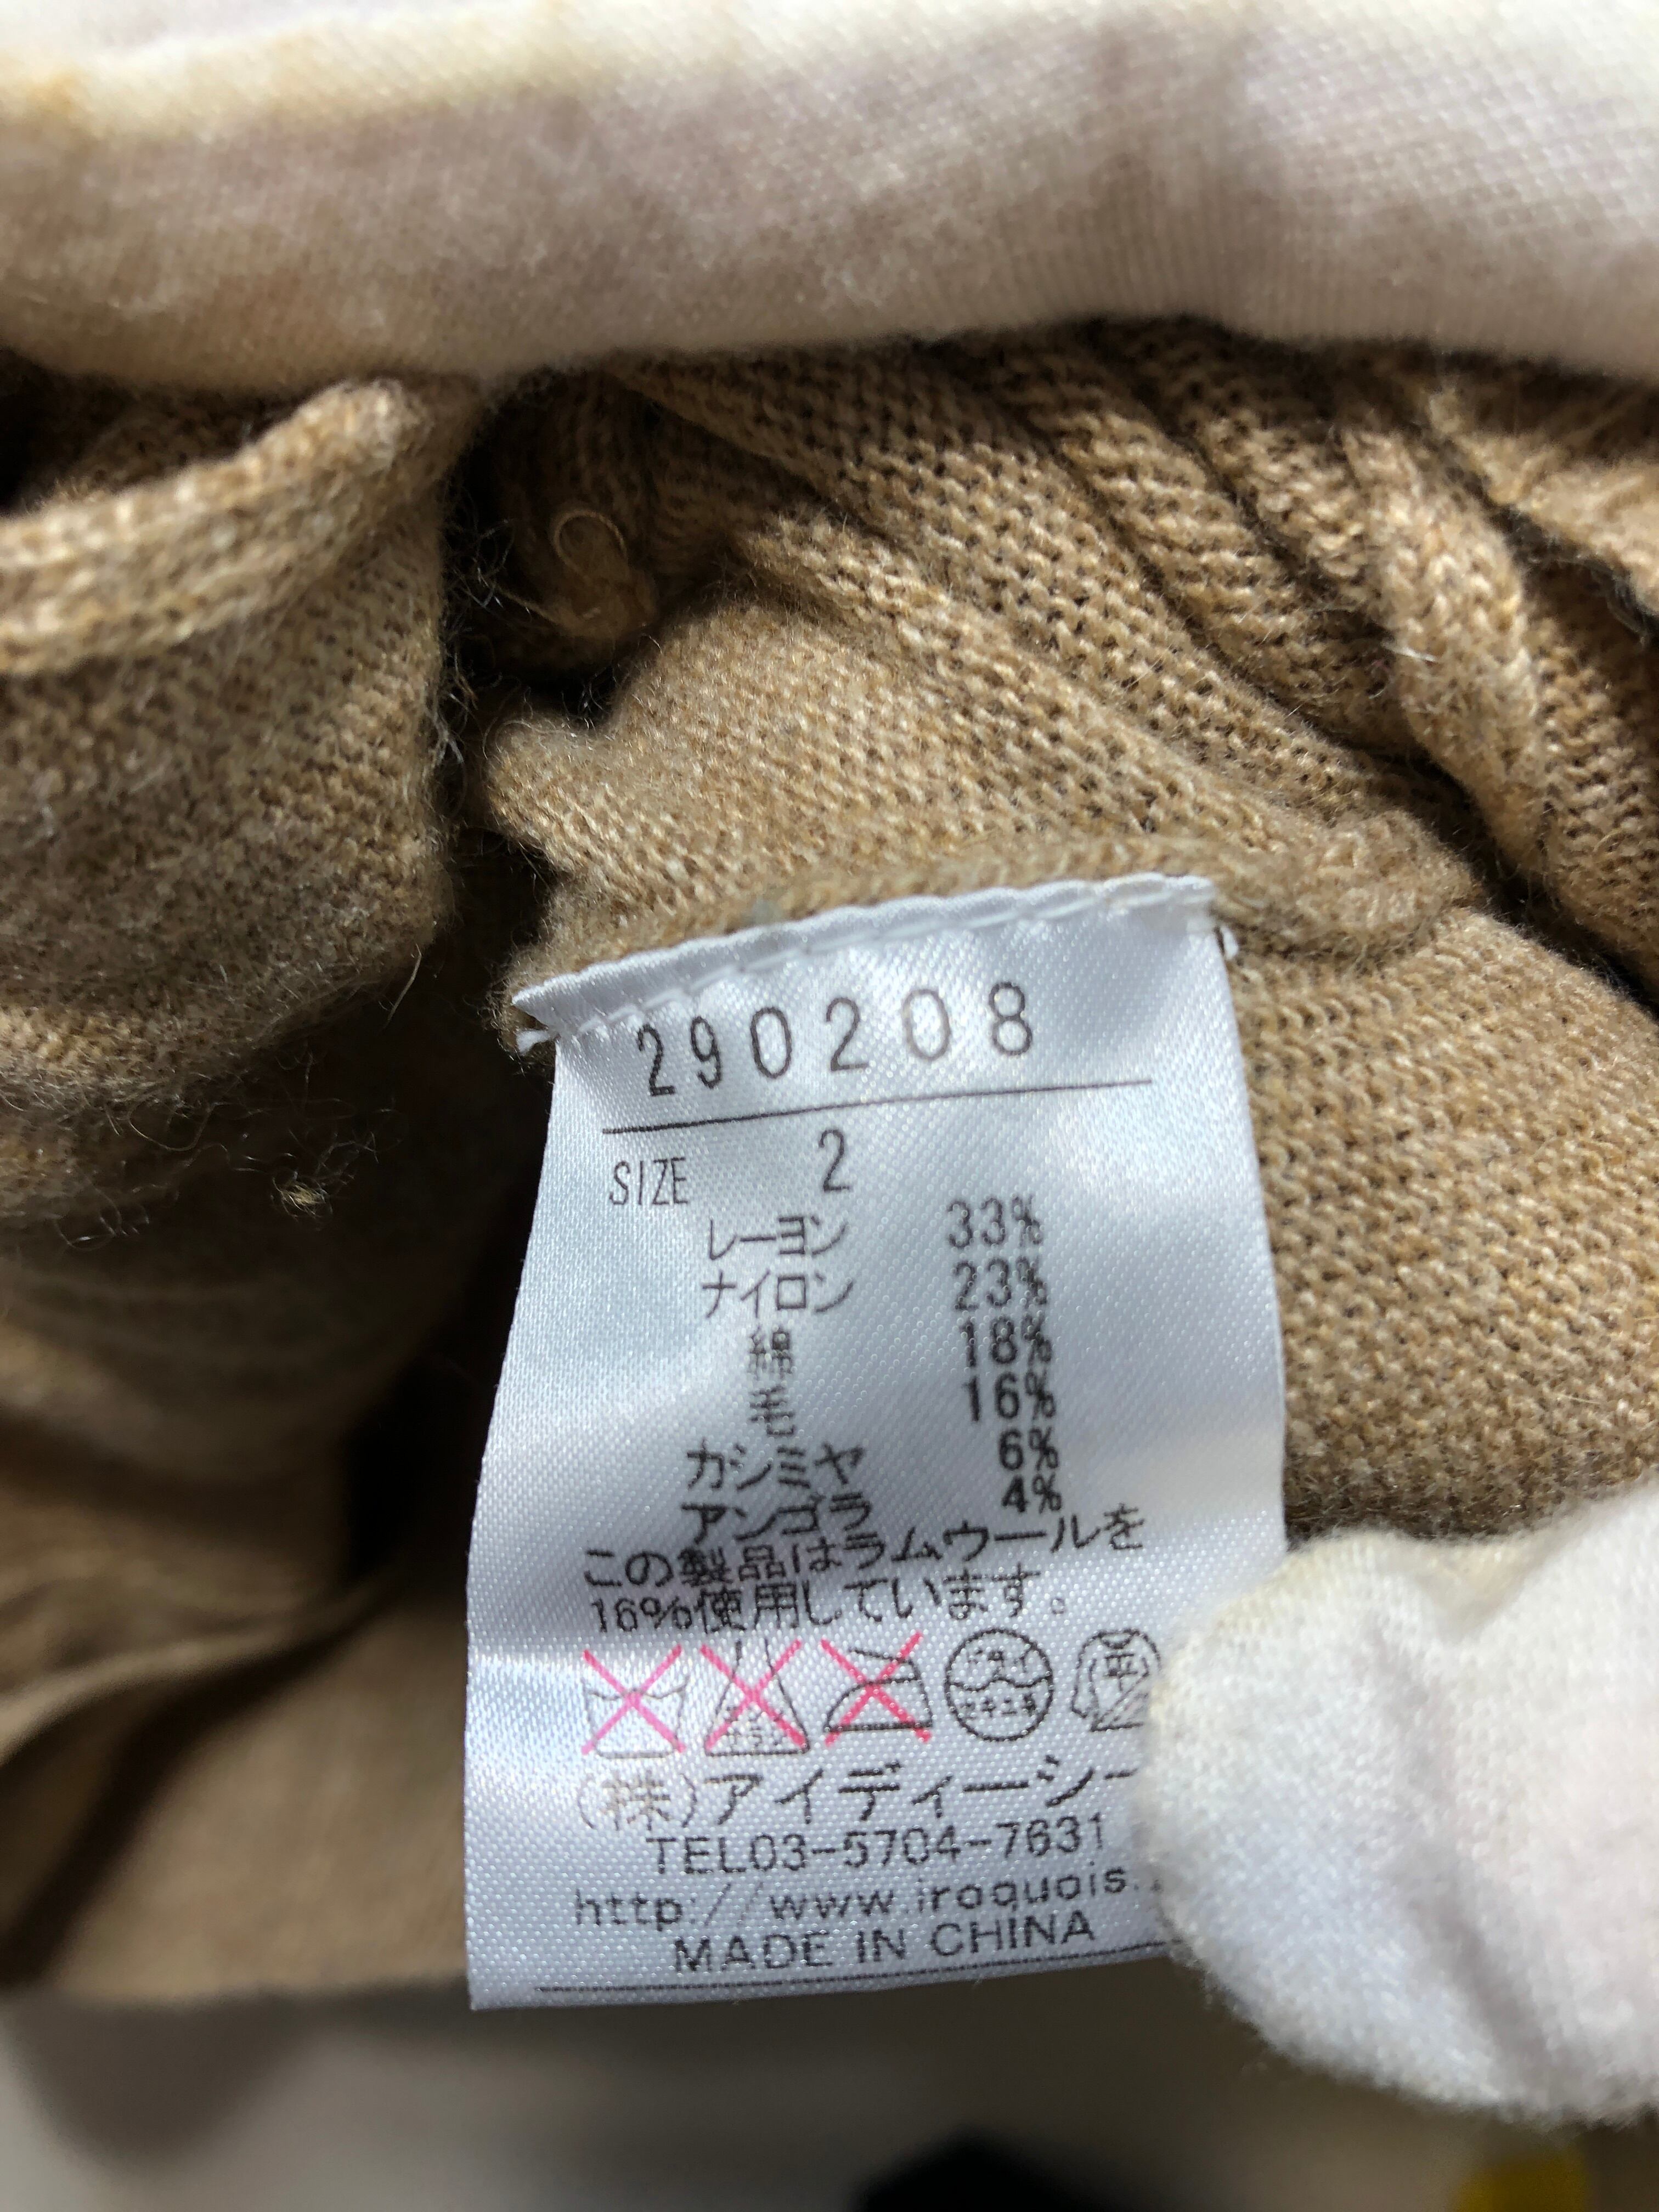 290208
SIZE 2
レーヨン 33%
ナイロン 23%
綿 18%
毛 16%
カシミヤ 6%
アンゴラ 4%
この製品はラムウールを
16%使用しています。
(株)アイディーシー
TEL03-5704-7631
http://www.iroquois.
MADE IN CHINA